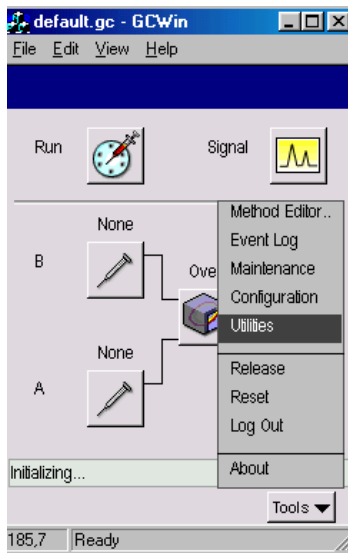 default.gc - GCWin
File Edit View Help
Run Signal
None
B
Ove
None
A
Method Editor..
Event Log
Maintenance
Configuration
Utilities
Release
Reset
Log Out
About
Initializing...
Tools
185,7 Ready